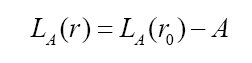 L_A(r) = L_A(r_0) − A